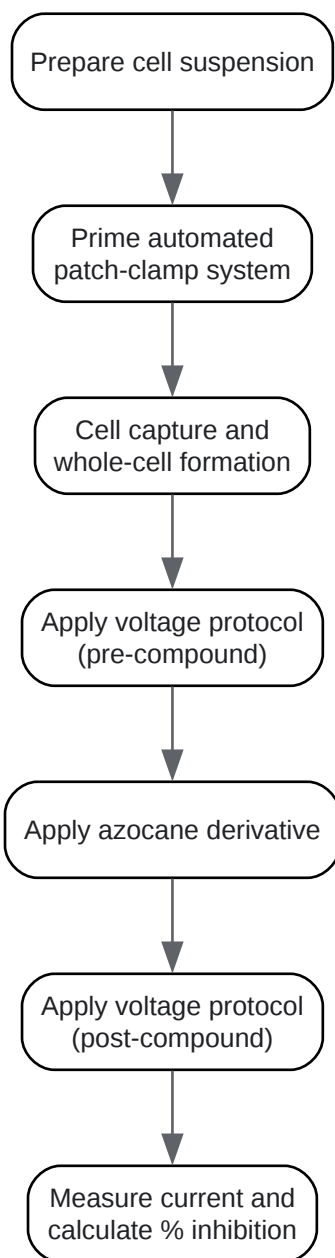 Prepare cell suspension
Prime automated
patch-clamp system
Cell capture and
whole-cell formation
Apply voltage protocol
(pre-compound)
Apply azocane derivative
Apply voltage protocol
(post-compound)
Measure current and
calculate % inhibition